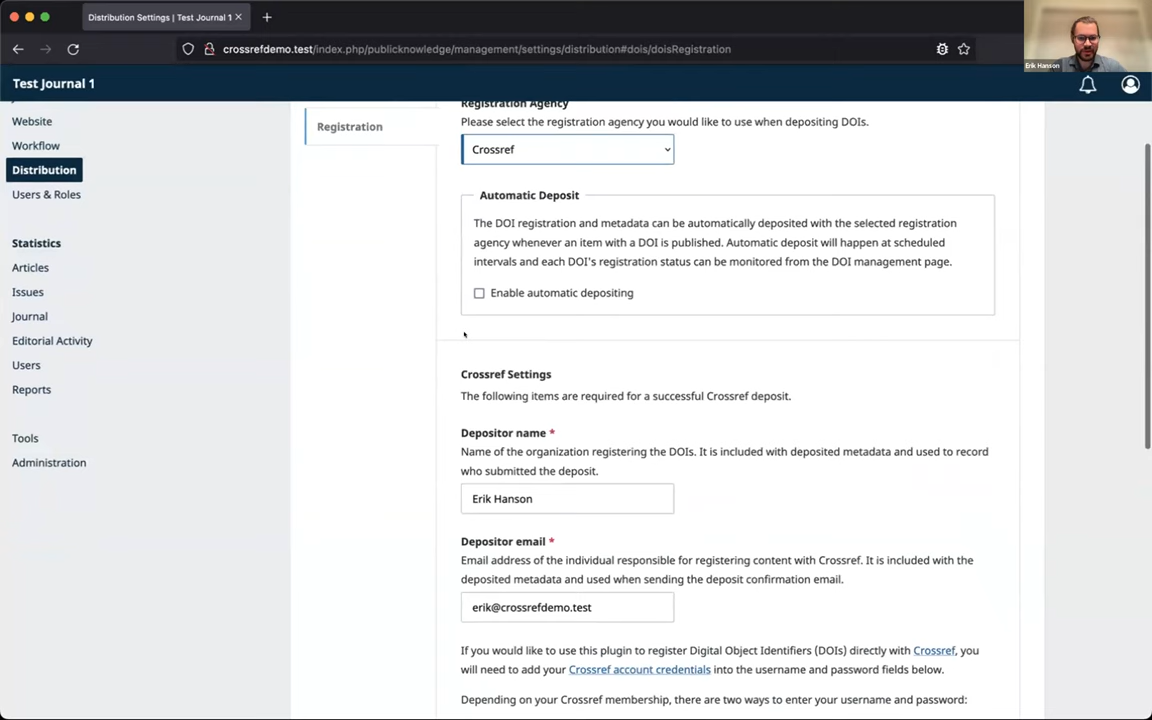 Distribution Settings | Test Journal 1
crossrefdemo.test/index.php/publicknowledge/management/settings/distribution#dois/doisRegistration
Erik Hanson
Test Journal 1
Website
Workflow
Distribution
Users & Roles
Statistics
Articles
Issues
Journal
Editorial Activity
Users
Reports
Tools
Administration
Registration
Registration Agency
Please select the registration agency you would like to use when depositing DOIs.
Crossref
Automatic Deposit
The DOI registration and metadata can be automatically deposited with the selected registration
agency whenever an item with a DOI is published. Automatic deposit will happen at scheduled
intervals and each DOI's registration status can be monitored from the DOI management page.
Enable automatic depositing
Crossref Settings
The following items are required for a successful Crossref deposit.
Depositor name *
Name of the organization registering the DOIs. It is included with deposited metadata and used to record
who submitted the deposit.
Erik Hanson
Depositor email *
Email address of the individual responsible for registering content with Crossref. It is included with the
deposited metadata and used when sending the deposit confirmation email.
erik@crossrefdemo.test
If you would like to use this plugin to register Digital Object Identifiers (DOIs) directly with Crossref, you
will need to add your Crossref account credentials into the username and password fields below.
Depending on your Crossref membership, there are two ways to enter your username and password: